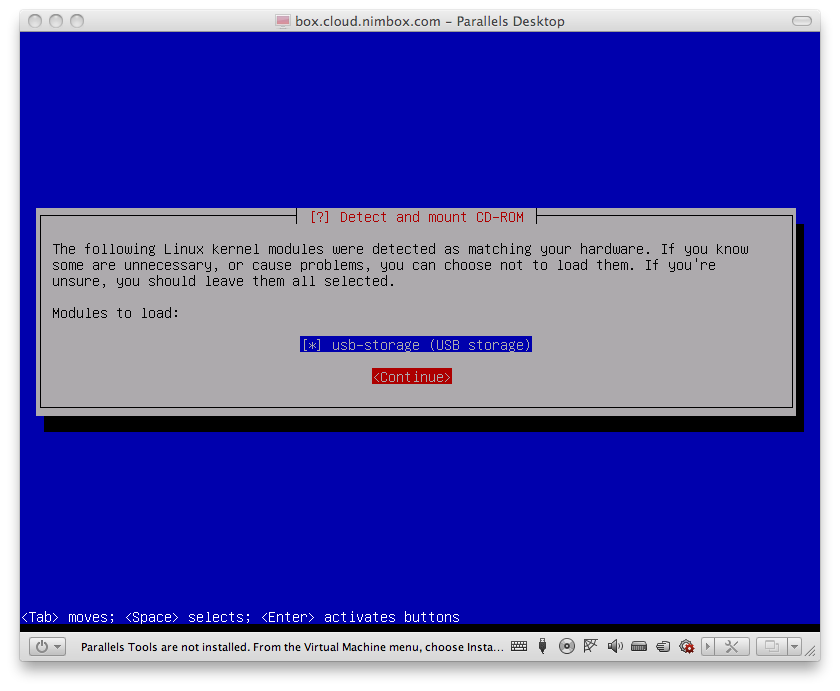 box.cloud.nimbox.com – Parallels Desktop
[?] Detect and mount CD-ROM
The following Linux kernel modules were detected as matching your hardware. If you know
some are unnecessary, or cause problems, you can choose not to load them. If you're
unsure, you should leave them all selected.
Modules to load:
[*] usb-storage (USB storage)
<Continue>
<Tab> moves; <Space> selects; <Enter> activates buttons
Parallels Tools are not installed. From the Virtual Machine menu, choose Insta...